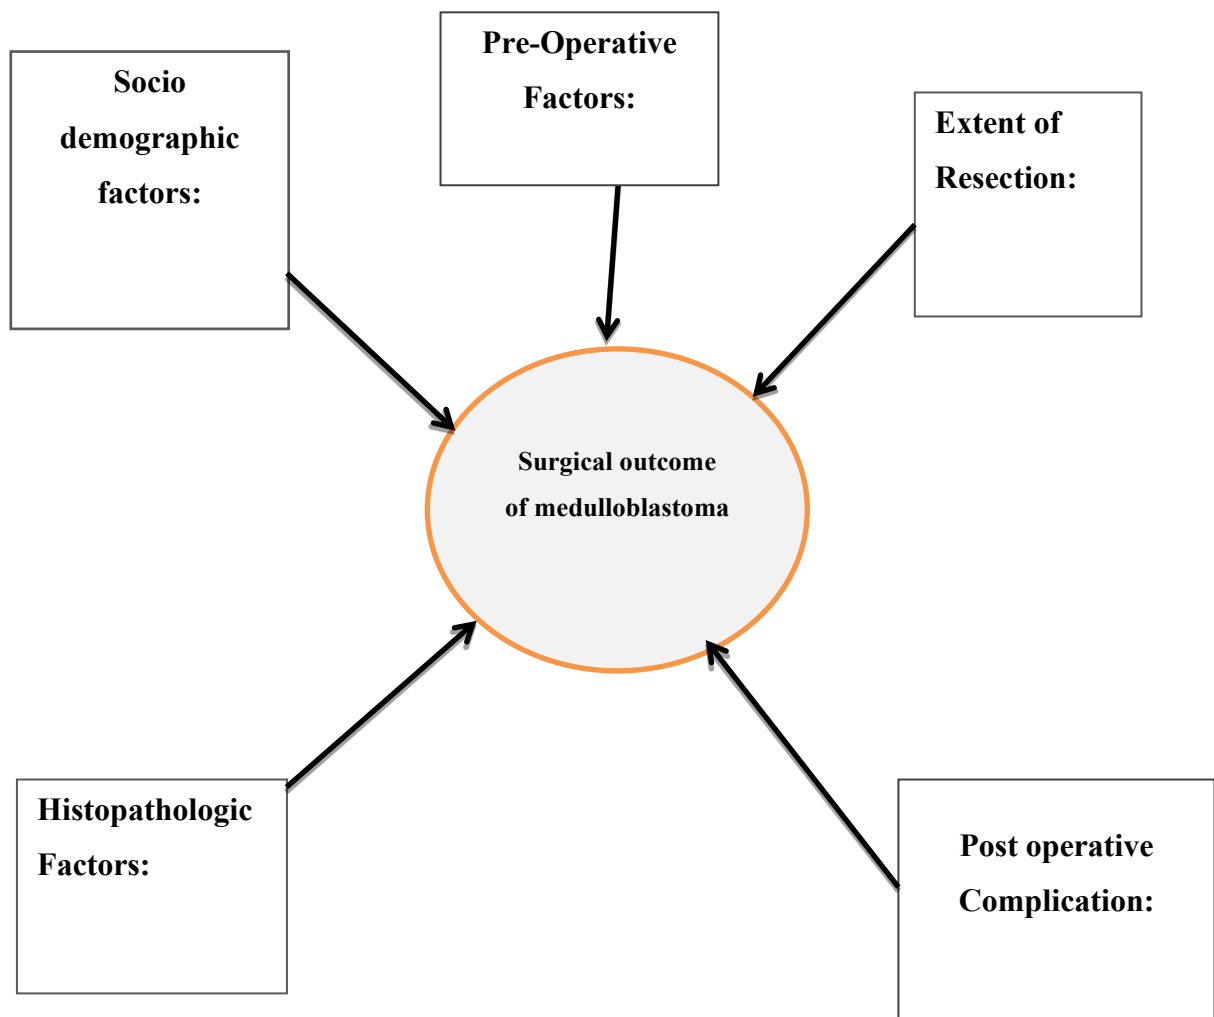 Socio
demographic
factors:
Pre-Operative
Factors:
Extent of
Resection:
Surgical outcome
of medulloblastoma
Histopathologic
Factors:
Post operative
Complication: